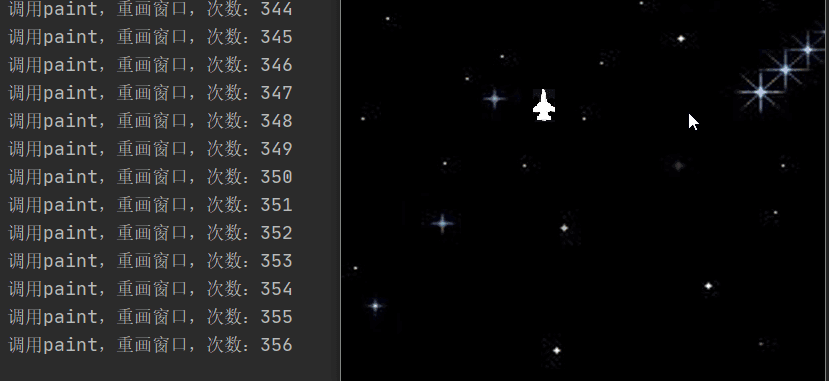 调用paint，重画窗口，次数：344
调用paint，重画窗口，次数：345
调用paint，重画窗口，次数：346
调用paint，重画窗口，次数：347
调用paint，重画窗口，次数：348
调用paint，重画窗口，次数：349
调用paint，重画窗口，次数：350
调用paint，重画窗口，次数：351
调用paint，重画窗口，次数：352
调用paint，重画窗口，次数：353
调用paint，重画窗口，次数：354
调用paint，重画窗口，次数：355
调用paint，重画窗口，次数：356